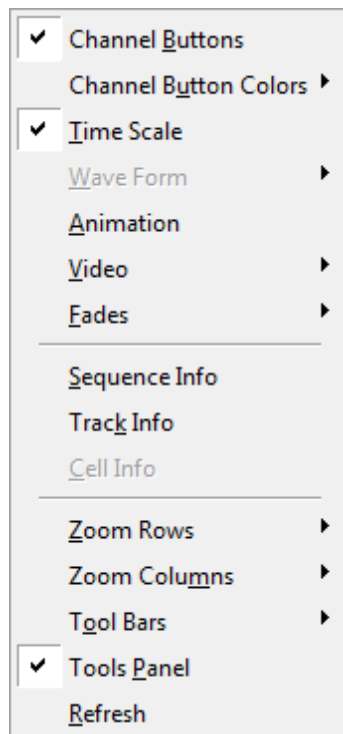 Channel Buttons
Channel Button Colors
Time Scale
Wave Form
Animation
Video
Fades
Sequence Info
Track Info
Cell Info
Zoom Rows
Zoom Columns
Tool Bars
Tools Panel
Refresh